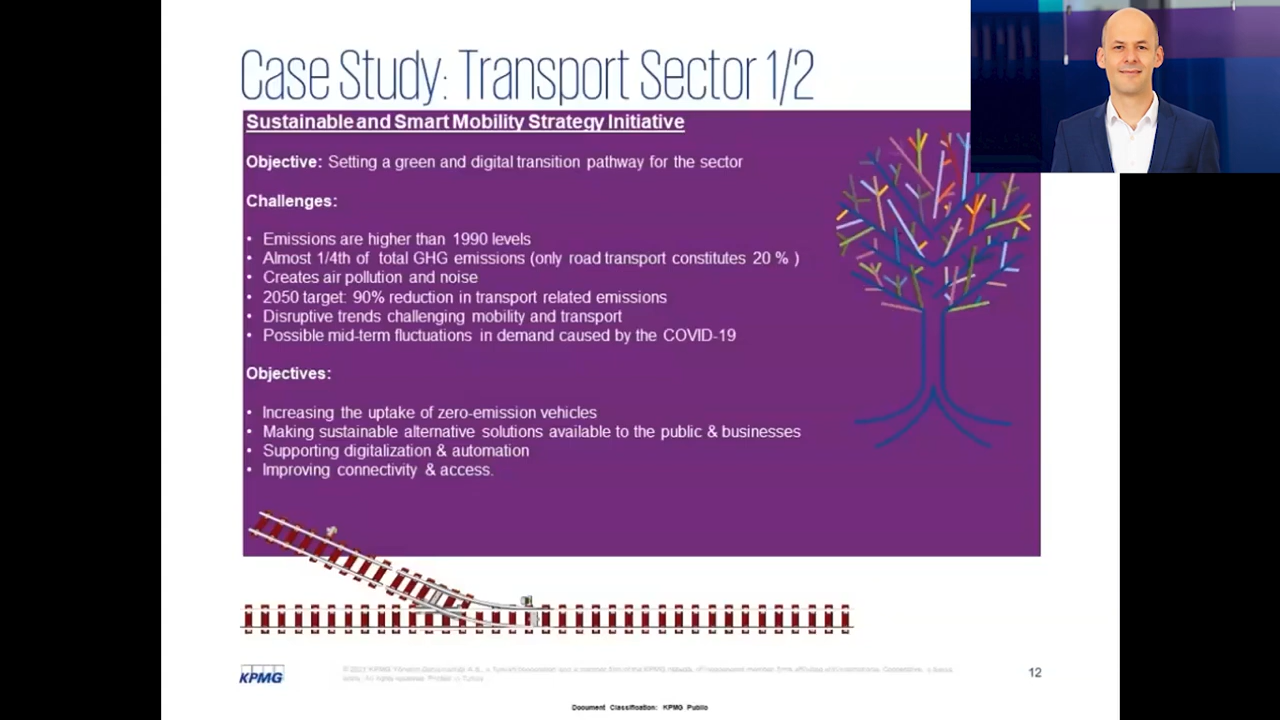 Case Study: Transport Sector 1/2
Sustainable and Smart Mobility Strategy Initiative
Objective: Setting a green and digital transition pathway for the sector
Challenges:
• Emissions are higher than 1990 levels
• Almost 1/4th of total GHG emissions (only road transport constitutes 20 % )
• Creates air pollution and noise
• 2050 target: 90% reduction in transport related emissions
• Disruptive trends challenging mobility and transport
• Possible mid-term fluctuations in demand caused by the COVID-19
Objectives:
• Increasing the uptake of zero-emission vehicles
• Making sustainable alternative solutions available to the public & businesses
• Supporting digitalization & automation
• Improving connectivity & access.
KPMG
12
Document Classification: KPMG Public